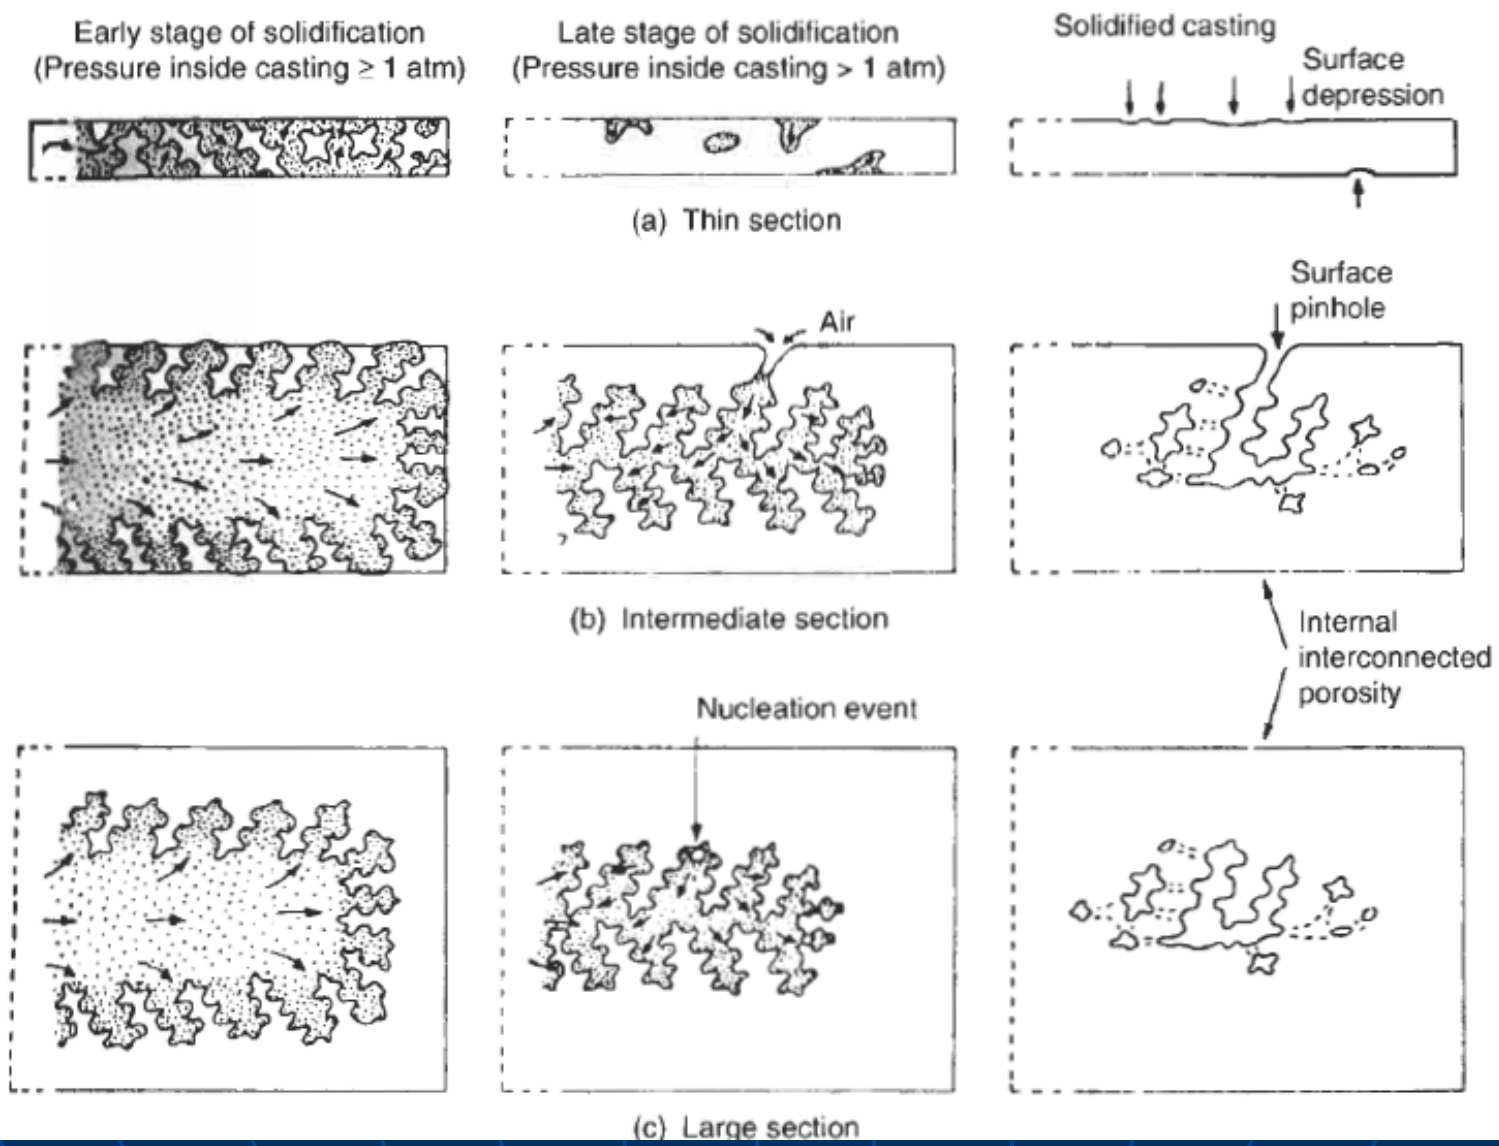 Early stage of solidification
(Pressure inside casting ≥ 1 atm)
Late stage of solidification
(Pressure inside casting > 1 atm)
Solidified casting
Surface
depression
(a) Thin section
Air
Surface
pinhole
(b) Intermediate section
Internal
interconnected
porosity
Nucleation event
(c) Large section